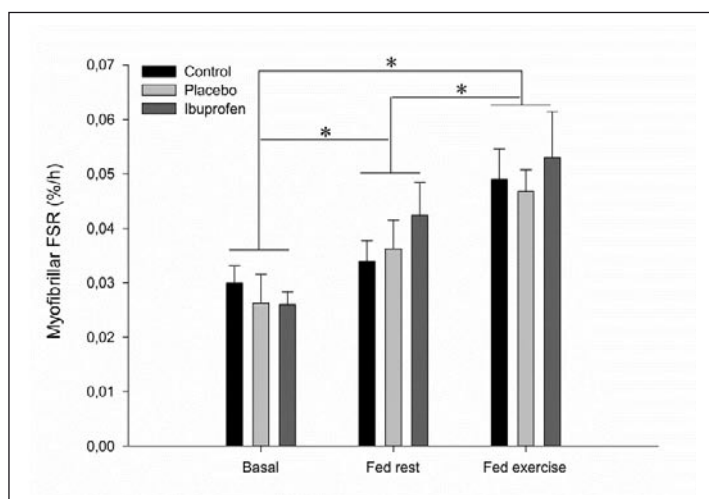 0,07
0,06
0,05
0,04
0,03
0,02
0,01
0,00
Myofibrillar FSR (%/h)
Control
Placebo
Ibuprofen
*
*
*
Basal Fed rest Fed exercise